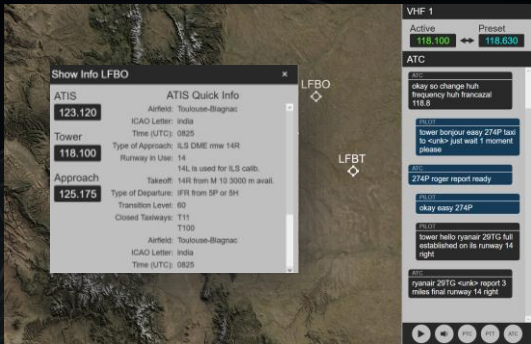 Show Info LFBO ×
ATIS
123.120
Tower
118.100
Approach
125.175
ATIS Quick Info
Airfield: Toulouse-Blagnac
ICAO Letter: india
Time (UTC): 0825
Type of Approach: ILS DME rnw 14R
Runway in Use: 14
14L is used for ILS calib.
Takeoff: 14R from M 10 3000 m avail.
Type of Departure: IFR from 5P or 5H
Transition Level: 60
Closed Taxiways: T11
T100
Airfield: Toulouse-Blagnac
ICAO Letter: india
Time (UTC): 0825
LFBO
LFBT
VHF 1
Active Preset
118.100 118.630
ATC
ATC
okay so change huh
frequency huh francazal
118.8
PILOT
tower bonjour easy 274P taxi
to <unk> just wait 1 moment
please
ATC
274P roger report ready
PILOT
okay easy 274P
PILOT
tower hello ryanair 29TG full
established on ils runway 14
right
ATC
ryanair 29TG <unk> report 3
miles final runway 14 right
PTC
PTT
ATC